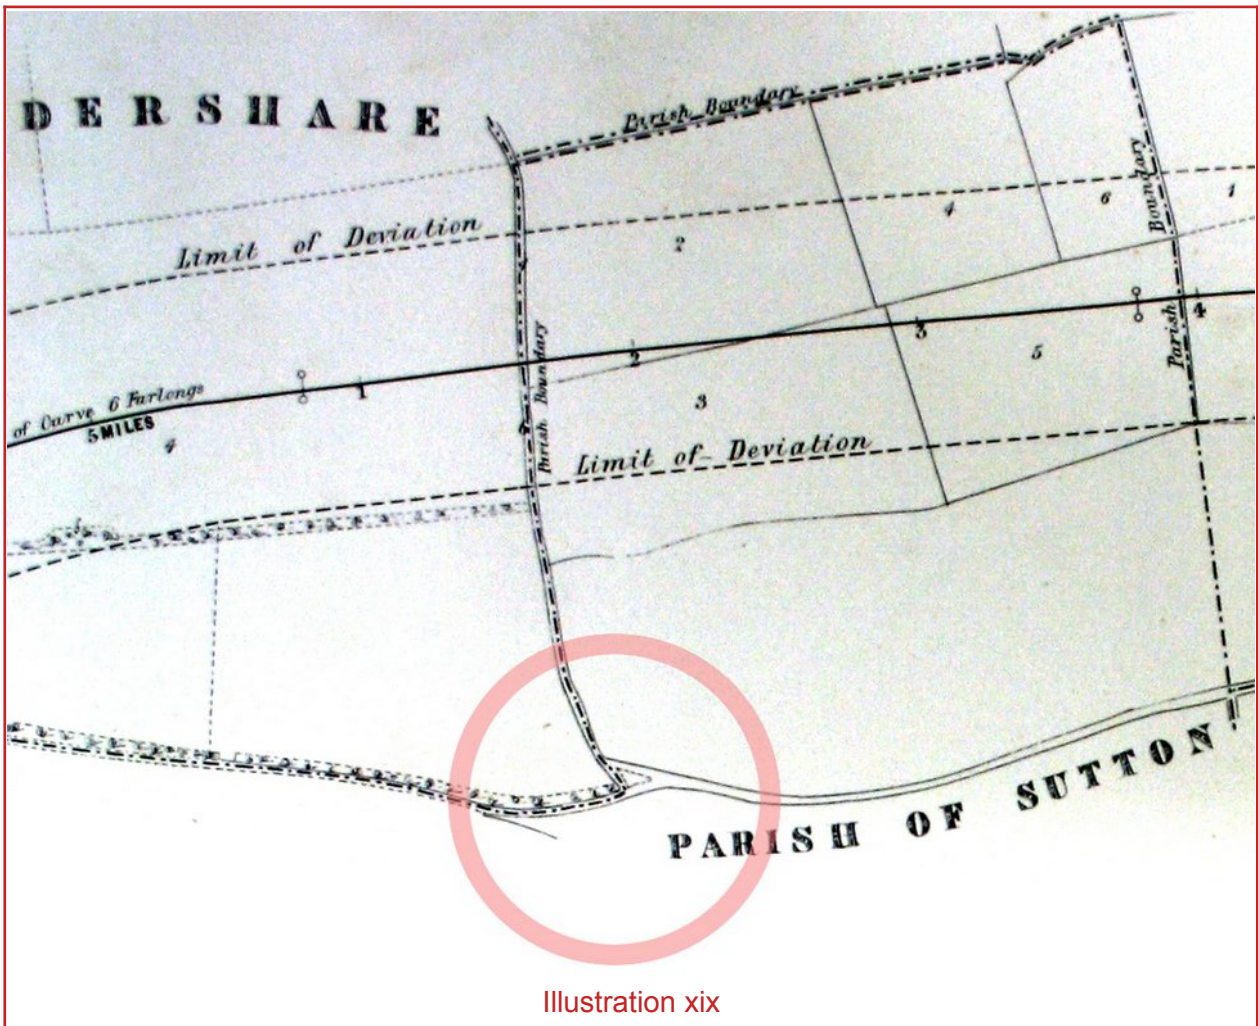 DERSHARE
Parish Boundary
Limit of Deviation
2
4
6
1
Parish Boundary
Parish Boundary
1
2
3
4
of Curve 6 Furlongs
5 MILES
4
3
5
Limit of Deviation
PARISH OF SUTTON
Illustration xix